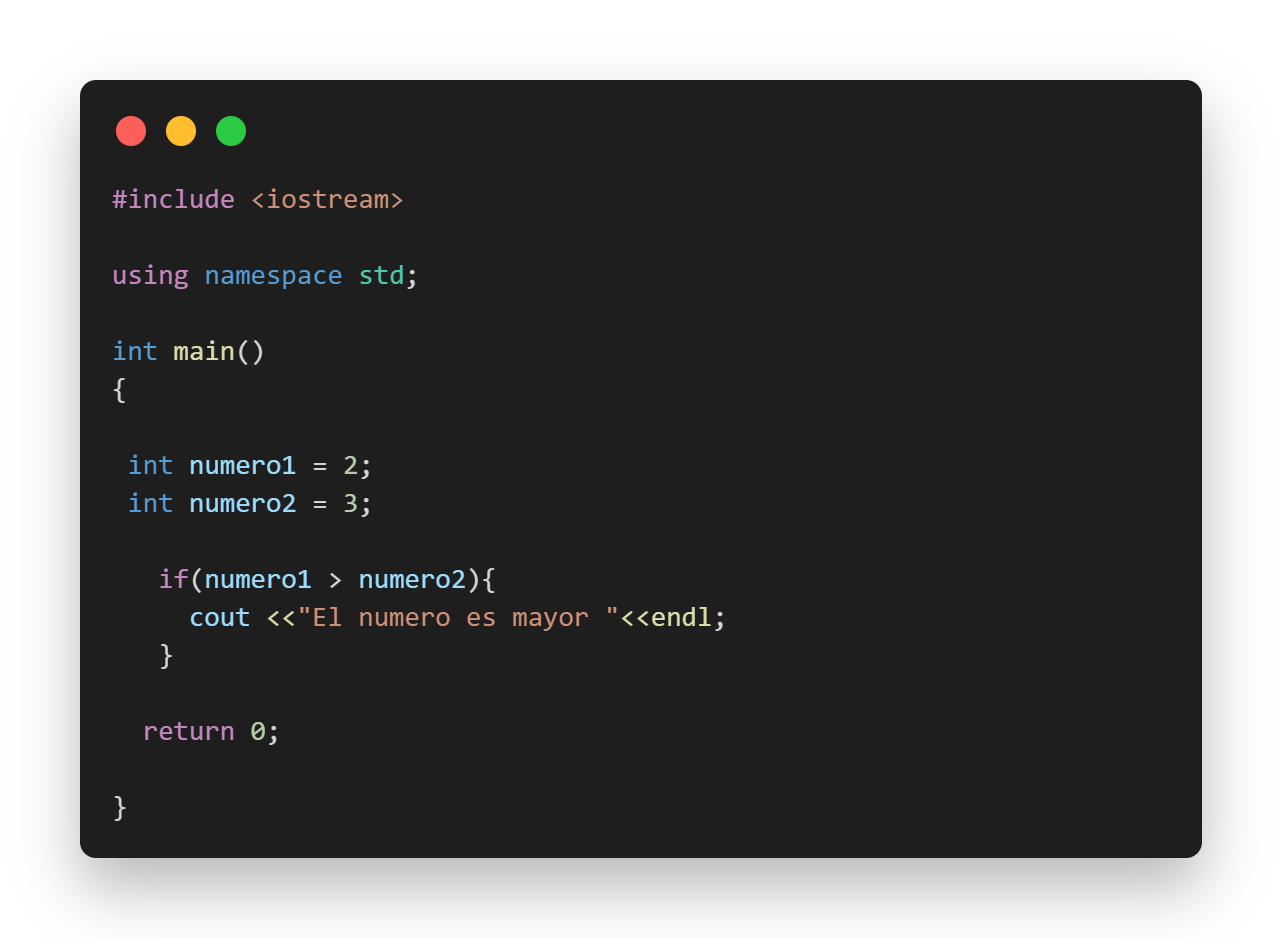 #include <iostream>
using namespace std;
int main()
{
int numero1 = 2;
int numero2 = 3;
if(numero1 > numero2){
cout <<"El numero es mayor "<<endl;
}
return 0;
}